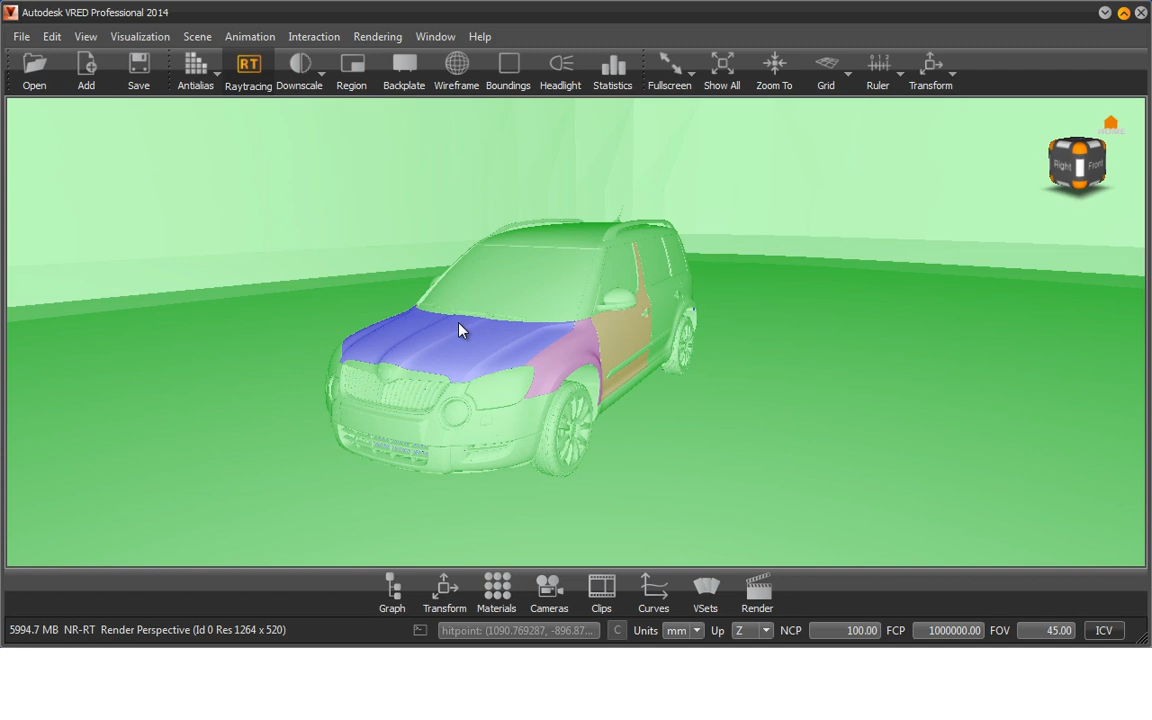 Autodesk VRED Professional 2014
File Edit View Visualization Scene Animation Interaction Rendering Window Help
Open Add Save Antialias Raytracing Downscale Region Backplate Wireframe Boundings Headlight Statistics Fullscreen Show All Zoom To Grid Ruler Transform
RT
HOME
Right Front
Graph Transform Materials Cameras Clips Curves VSets Render
5994.7 MB NR-RT Render Perspective (Id 0 Res 1264 x 520) hitpoint: (1090.769287, -896.87... C Units mm Up Z NCP 100.00 FCP 1000000.00 FOV 45.00 ICV